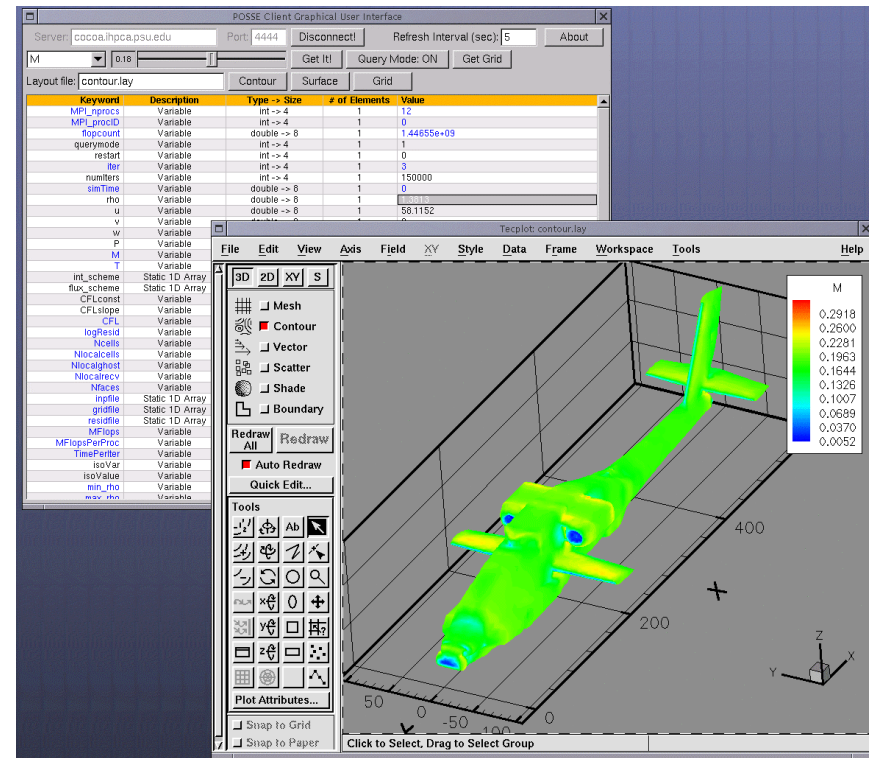 POSSE Client Graphical User Interface
Server: cocoa.ihpca.psu.edu Port: 4444 Disconnect! Refresh Interval (sec): 5 About
M 0.18 Get It! Query Mode: ON Get Grid
Layout file: contour.lay Contour Surface Grid
Keyword Description Type -> Size # of Elements Value
MPI_nprocs Variable int -> 4 1 12
MPI_procID Variable int -> 4 1 0
flopcount Variable double -> 8 1 1.44655e+09
querymode Variable int -> 4 1 1
restart Variable int -> 4 1 0
iter Variable int -> 4 1 3
numIters Variable int -> 4 1 150000
simTime Variable double -> 8 1 0
rho Variable double -> 8 1 1.3813
u Variable double -> 8 1 58.1152
v Variable
w Variable
P Variable
M Variable
T Variable
int_scheme Static 1D Array
flux_scheme Static 1D Array
CFLconst Variable
CFLslope Variable
CFL Variable
logResid Variable
Ncells Variable
Nlocalcells Variable
Nlocalghost Variable
Nlocalrecv Variable
Nfaces Variable
inpfile Static 1D Array
gridfile Static 1D Array
residfile Static 1D Array
MFlops Variable
MFlopsPerProc Variable
TimePerIter Variable
isoVar Variable
isoValue Variable
min_rho Variable
max_rho Variable
Tecplot: contour.lay
File Edit View Axis Field XY Style Data Frame Workspace Tools Help
3D 2D XY S
Mesh
Contour
Vector
Scatter
Shade
Boundary
Redraw All Redraw
Auto Redraw
Quick Edit...
Tools
Ab
Plot Attributes...
Snap to Grid
Snap to Paper
M
0.2918
0.2600
0.2281
0.1963
0.1644
0.1326
0.1007
0.0689
0.0370
0.0052
400
200
0
50
0
-50
-100
X
Y
Z
X
Y
Click to Select, Drag to Select Group